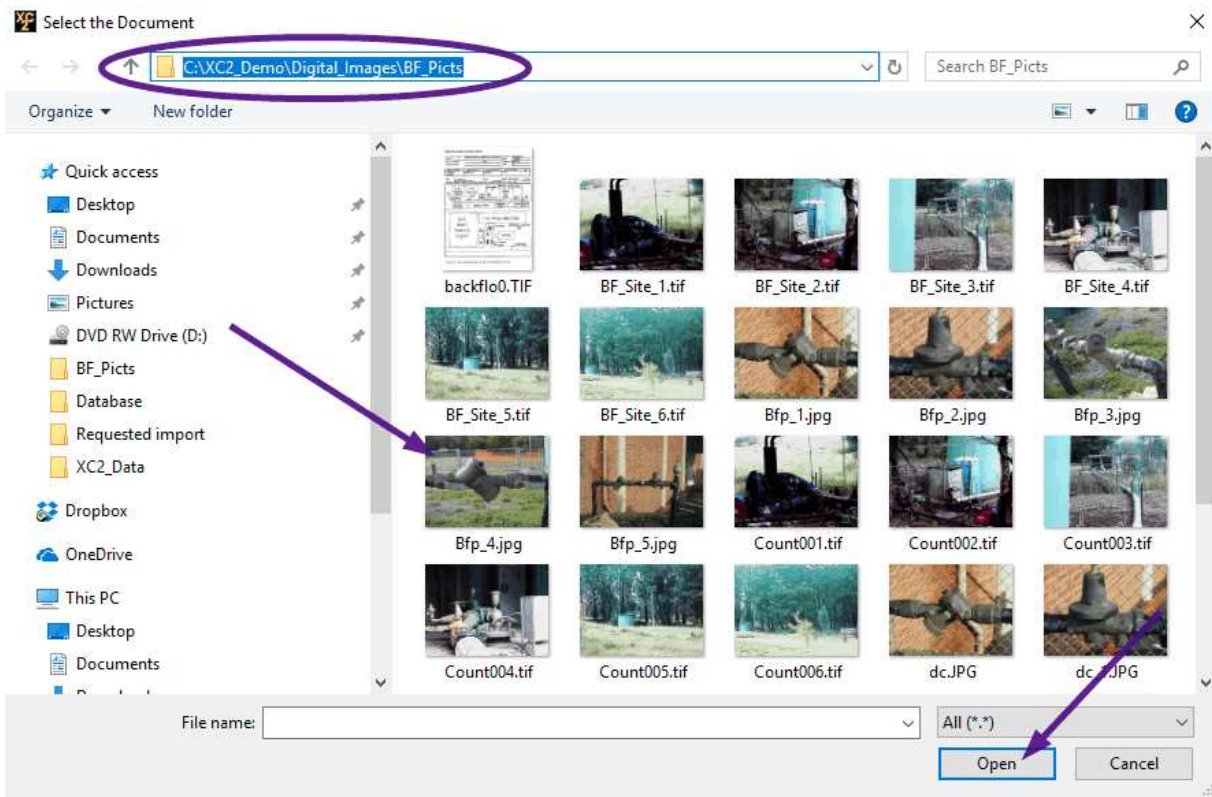 Select the Document
C:\XC2_Demo\Digital_Images\BF_Picts
Search BF_Picts
Organize
New folder
Quick access
Desktop
Documents
Downloads
Pictures
DVD RW Drive (D:)
BF_Picts
Database
Requested import
XC2_Data
Dropbox
OneDrive
This PC
Desktop
Documents
backflo0.TIF
BF_Site_1.tif
BF_Site_2.tif
BF_Site_3.tif
BF_Site_4.tif
BF_Site_5.tif
BF_Site_6.tif
Bfp_1.jpg
Bfp_2.jpg
Bfp_3.jpg
Bfp_4.jpg
Bfp_5.jpg
Count001.tif
Count002.tif
Count003.tif
Count004.tif
Count005.tif
Count006.tif
dc.JPG
File name:
All (*.*)
Open
Cancel